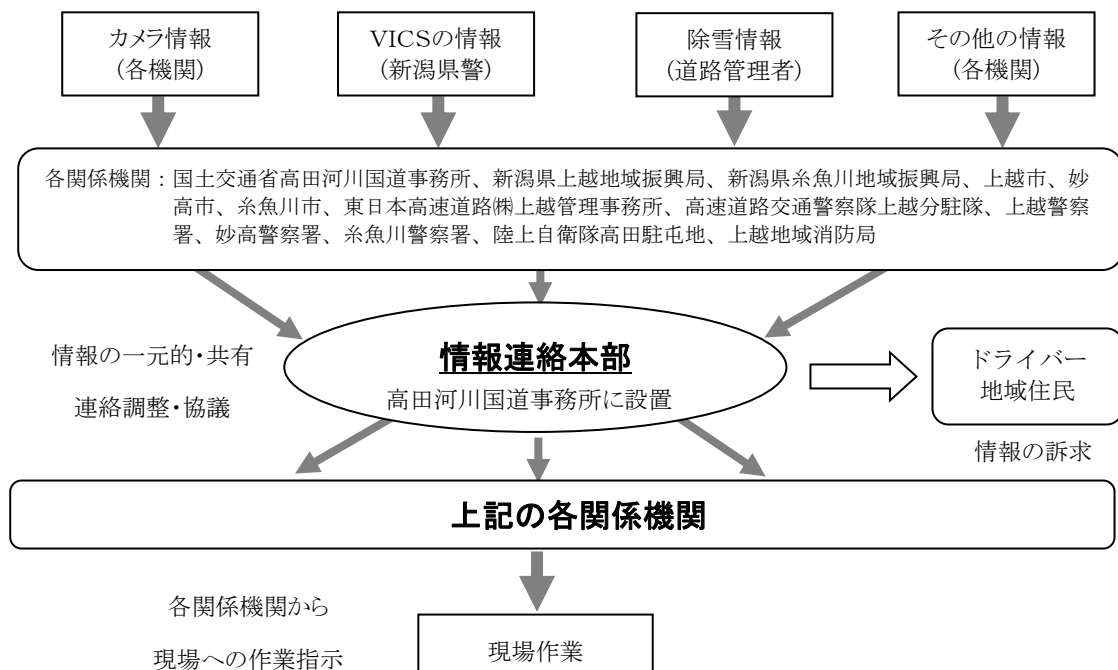 カメラ情報
(各機関)
VICSの情報
(新潟県警)
除雪情報
(道路管理者)
その他の情報
(各機関)
各関係機関：国土交通省高田河川国道事務所、新潟県上越地域振興局、新潟県糸魚川地域振興局、上越市、妙
高市、糸魚川市、東日本高速道路㈱上越管理事務所、高速道路交通警察隊上越分駐隊、上越警察
署、妙高警察署、糸魚川警察署、陸上自衛隊高田駐屯地、上越地域消防局
情報の一元的・共有
連絡調整・協議
情報連絡本部
高田河川国道事務所に設置
ドライバー
地域住民
情報の訴求
上記の各関係機関
各関係機関から
現場への作業指示
現場作業